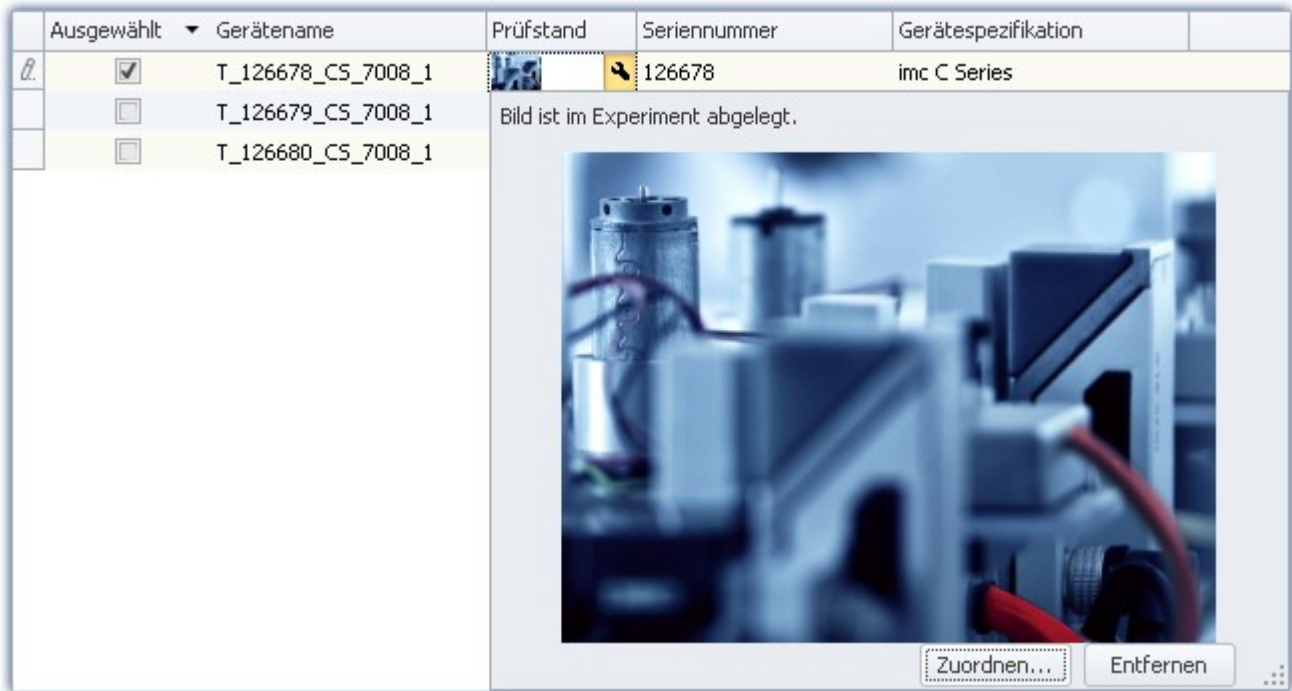 Ausgewählt Gerätename Prüfstand Seriennummer Gerätespezifikation
T_126678_CS_7008_1 126678 imc C Series
T_126679_CS_7008_1
Bild ist im Experiment abgelegt.
T_126680_CS_7008_1
Zuordnen... Entfernen